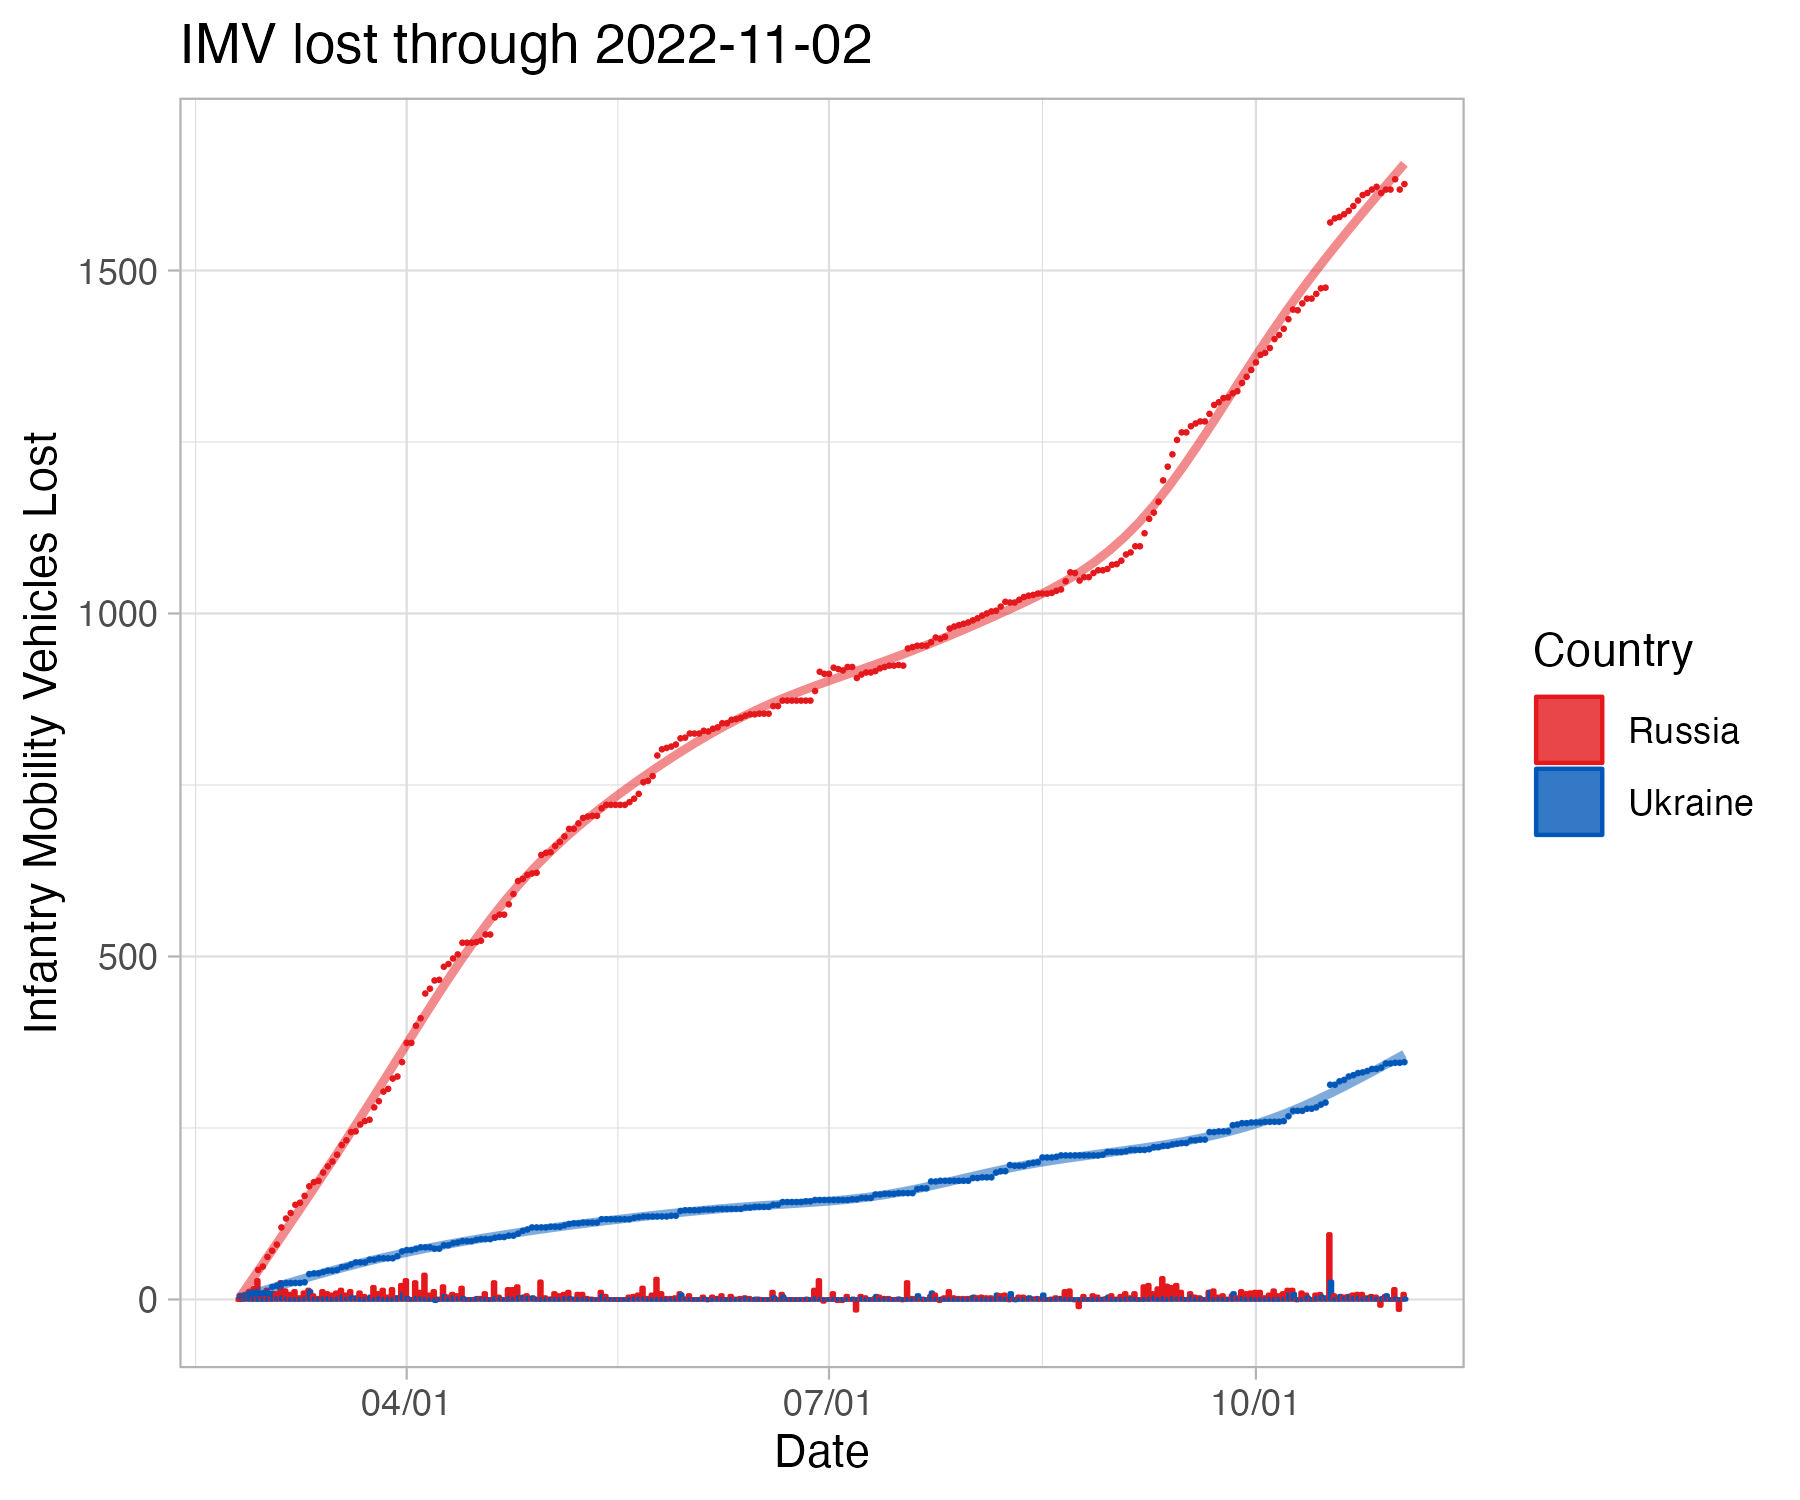 IMV lost through 2022-11-02
Infantry Mobility Vehicles Lost
1500
1000
500
0
04/01
07/01
10/01
Date
Country
Russia
Ukraine